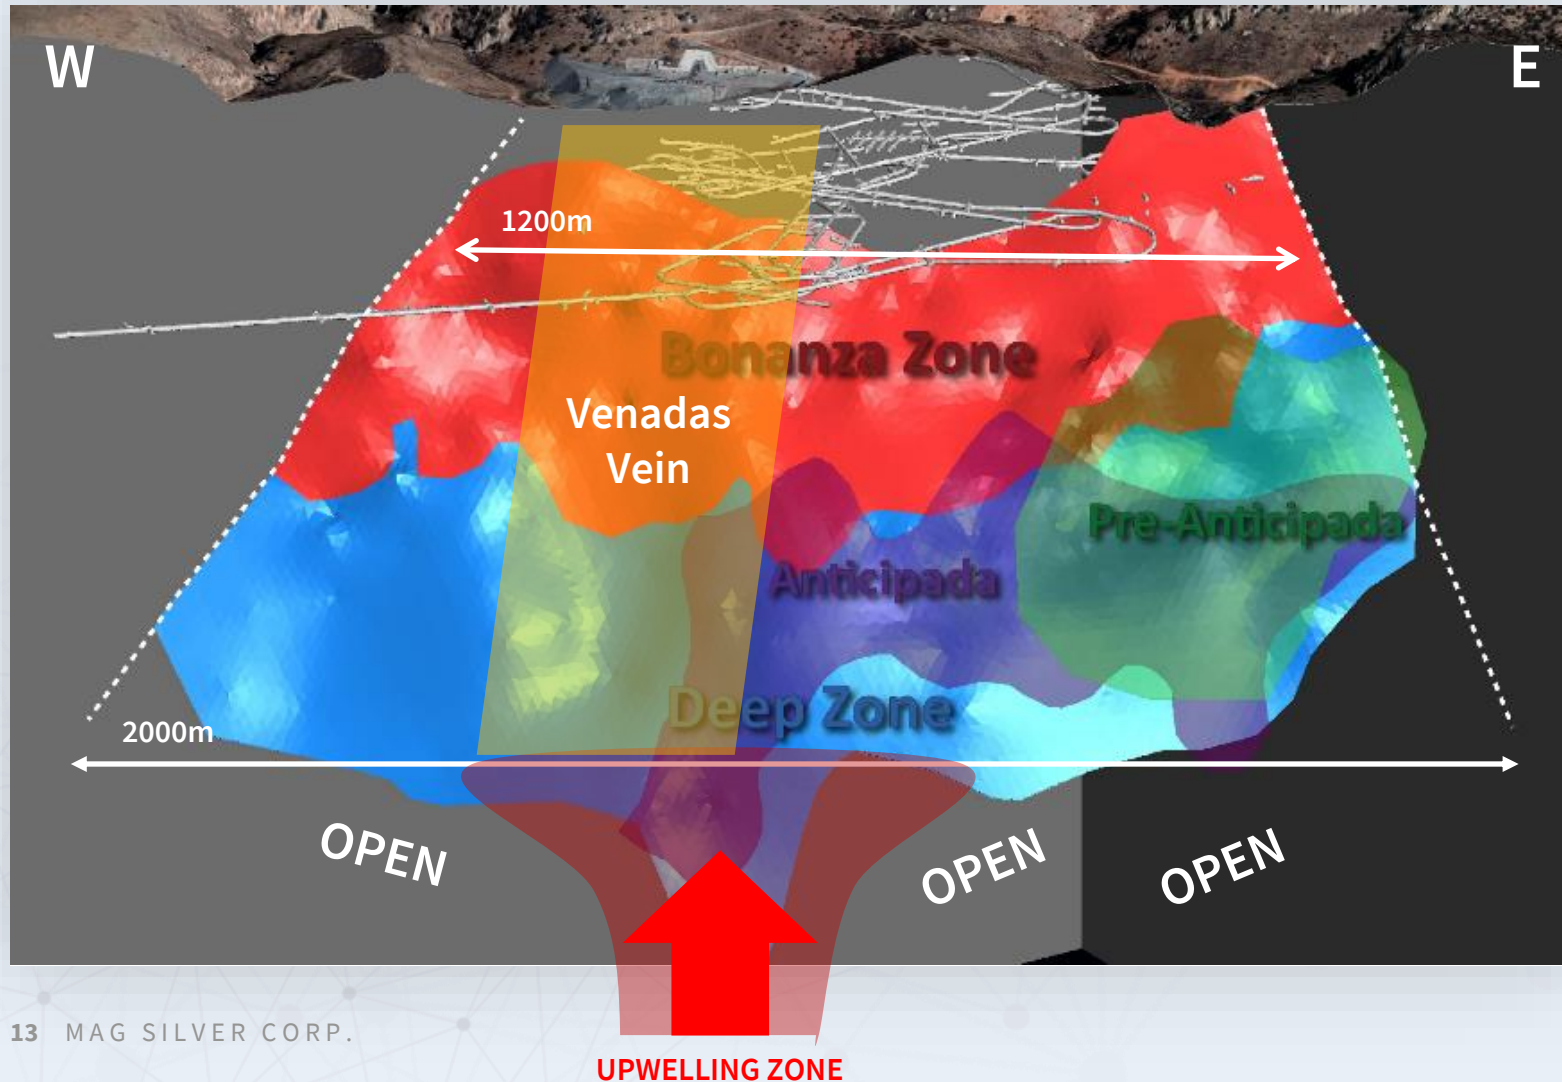 W
E
1200m
Bonanza Zone
Venadas
Vein
Pre-Anticipada
Anticipada
Deep Zone
2000m
OPEN
OPEN
OPEN
13 MAG SILVER CORP.
UPWELLING ZONE